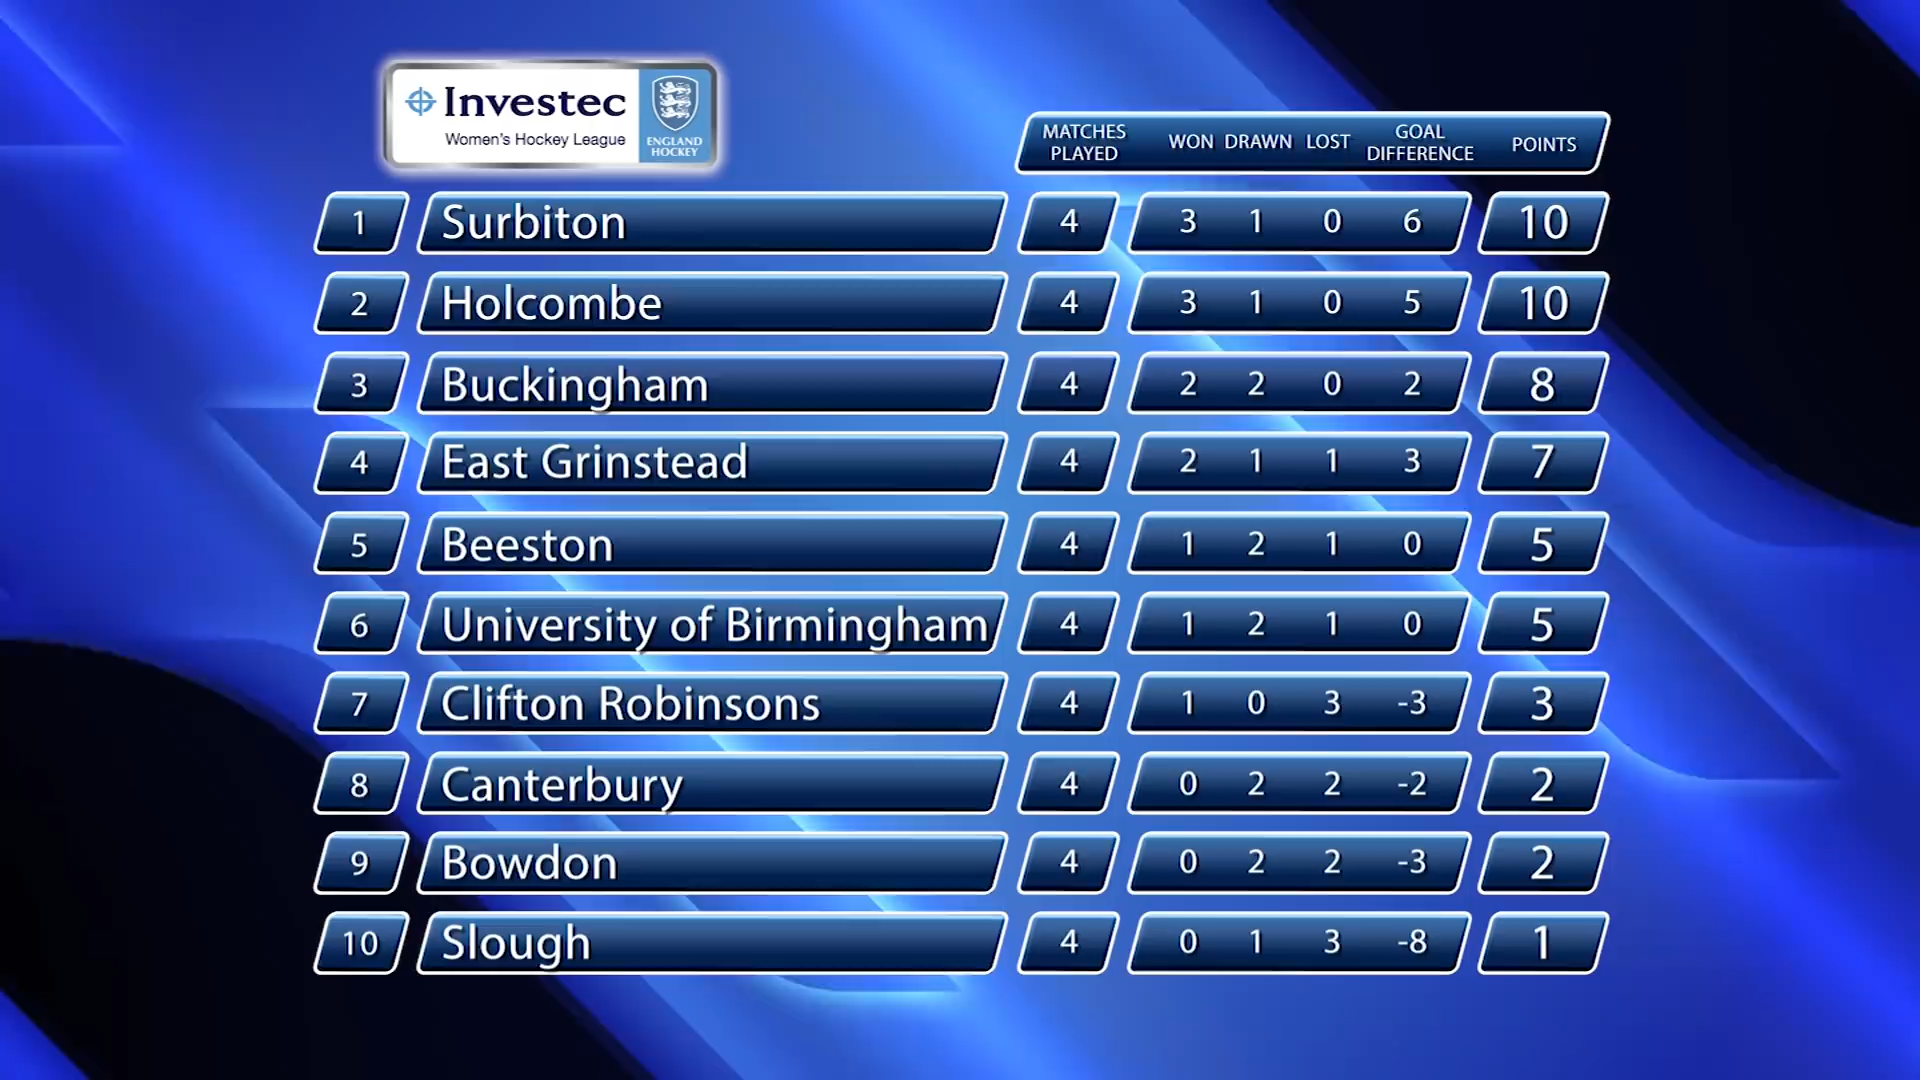 Investec
Women's Hockey League
ENGLAND
HOCKEY
MATCHES PLAYED WON DRAWN LOST GOAL DIFFERENCE POINTS
1 Surbiton 4 3 1 0 6 10
2 Holcombe 4 3 1 0 5 10
3 Buckingham 4 2 2 0 2 8
4 East Grinstead 4 2 1 1 3 7
5 Beeston 4 1 2 1 0 5
6 University of Birmingham 4 1 2 1 0 5
7 Clifton Robinsons 4 1 0 3 -3 3
8 Canterbury 4 0 2 2 -2 2
9 Bowdon 4 0 2 2 -3 2
10 Slough 4 0 1 3 -8 1